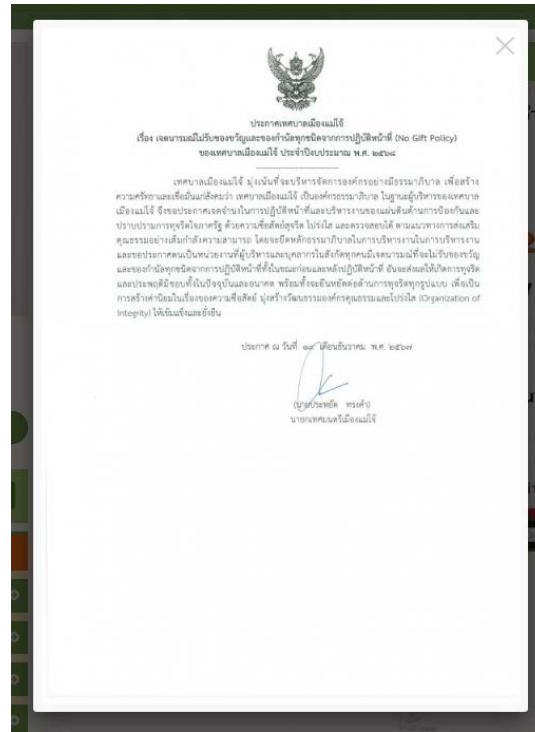 ประกาศเทศบาลเมืองแม่โจ้
เรื่อง เจตนารมณ์ไม่รับของขวัญและของกำนัลทุกชนิดจากการปฏิบัติหน้าที่ (No Gift Policy)
ของเทศบาลเมืองแม่โจ้ ประจำปีงบประมาณ พ.ศ. ๒๕๖๘
เทศบาลเมืองแม่โจ้ มุ่งเน้นที่จะบริหารจัดการองค์กรอย่างมีธรรมาภิบาล เพื่อสร้าง
ความศรัทธาและเชื่อมั่นแก่สังคมว่า เทศบาลเมืองแม่โจ้ เป็นองค์กรธรรมาภิบาล ในฐานะผู้บริหารของเทศบาล
เมืองแม่โจ้ จึงขอประกาศเจตจำนงในการปฏิบัติหน้าที่และบริหารงานของแผ่นดินด้านการป้องกันและ
ปราบปรามการทุจริตในภาครัฐ ด้วยความซื่อสัตย์สุจริต โปร่งใส และตรวจสอบได้ ตามแนวทางการส่งเสริม
คุณธรรมอย่างเต็มกำลังความสามารถ โดยจะยึดหลักธรรมาภิบาลในการบริหารงานในการบริหารงาน
และขอประกาศตนเป็นหน่วยงานที่ผู้บริหารและบุคลากรในสังกัดทุกคนมีเจตนารมณ์ที่จะไม่รับของขวัญ
และของกำนัลทุกชนิดจากการปฏิบัติหน้าที่ทั้งในขณะก่อนและหลังปฏิบัติหน้าที่ อันจะส่งผลให้เกิดการทุจริต
และประพฤติมิชอบทั้งในปัจจุบันและอนาคต พร้อมทั้งจะยืนหยัดต่อต้านการทุจริตทุกรูปแบบ เพื่อเป็น
การสร้างค่านิยมในเรื่องของความซื่อสัตย์ มุ่งสร้างวัฒนธรรมองค์กรคุณธรรมและโปร่งใส (Organization of
Integrity) ให้เข้มแข็งและยั่งยืน
ประกาศ ณ วันที่ เดือนธันวาคม พ.ศ. ๒๕๖๗
(นายประหยัด ทรงคำ)
นายกเทศมนตรีเมืองแม่โจ้